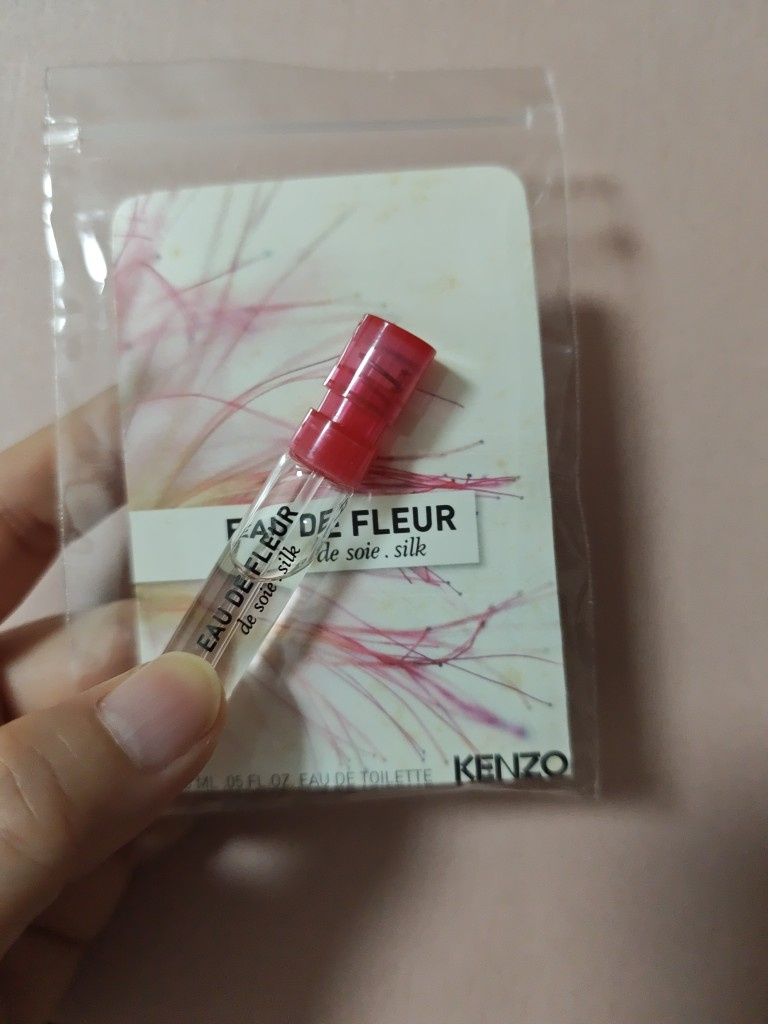 EAU DE FLEUR
de soie . silk
EAU DE FLEUR
de soie . silk
ML .05 FL.OZ. EAU DE TOILETTE
KENZO